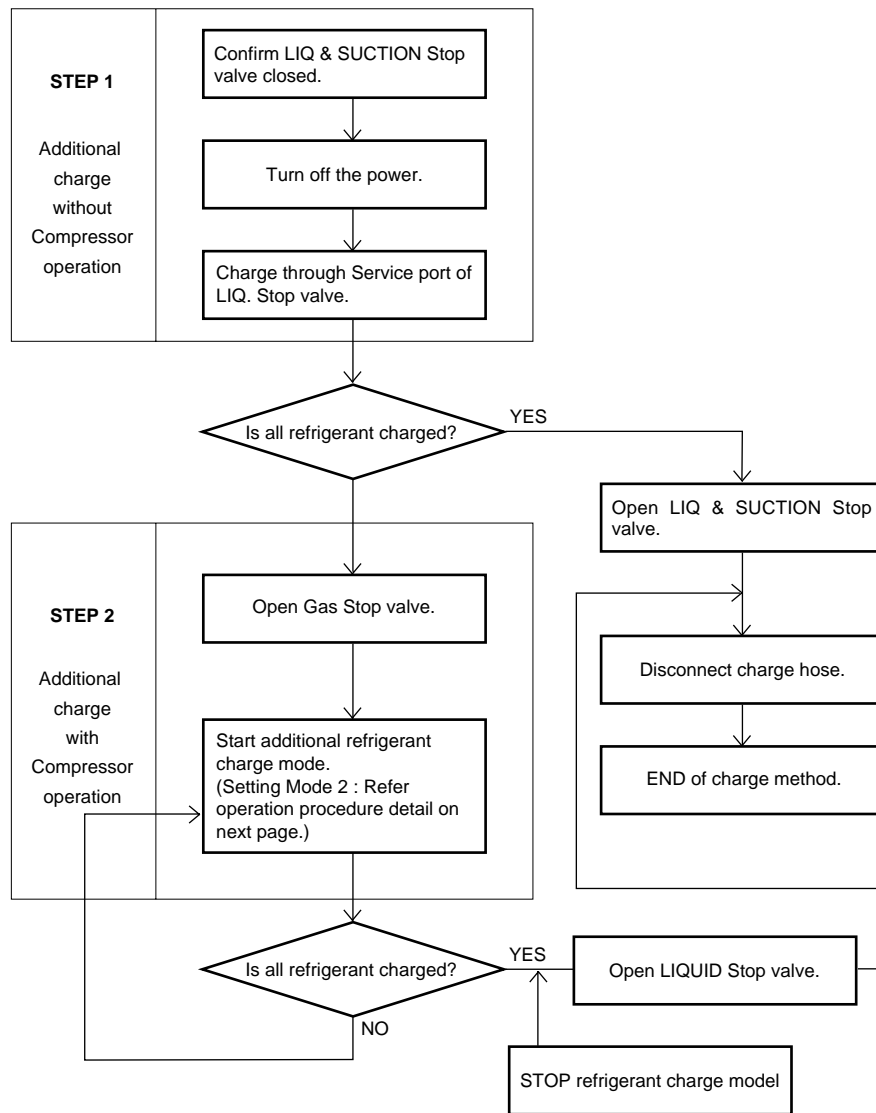 STEP 1
Additional
charge
without
Compressor
operation
Confirm LIQ & SUCTION Stop
valve closed.
Turn off the power.
Charge through Service port of
LIQ. Stop valve.
Is all refrigerant charged?
YES
Open LIQ & SUCTION Stop
valve.
Disconnect charge hose.
END of charge method.
STEP 2
Additional
charge
with
Compressor
operation
Open Gas Stop valve.
Start additional refrigerant
charge mode.
(Setting Mode 2 : Refer
operation procedure detail on
next page.)
Is all refrigerant charged?
YES
NO
Open LIQUID Stop valve.
STOP refrigerant charge model